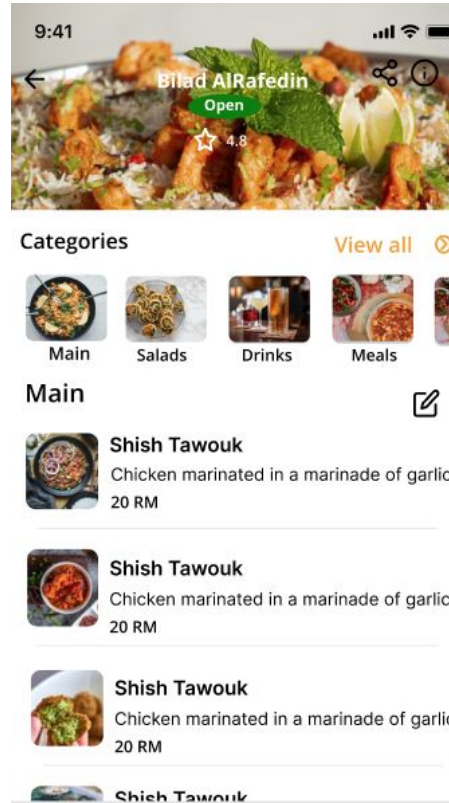 9:41
Bilad AlRafedin
Open
4.8
Categories
View all
Main Salads Drinks Meals
Main
Shish Tawouk
Chicken marinated in a marinade of garlic
20 RM
Shish Tawouk
Chicken marinated in a marinade of garlic
20 RM
Shish Tawouk
Chicken marinated in a marinade of garlic
20 RM
Shish Tawouk